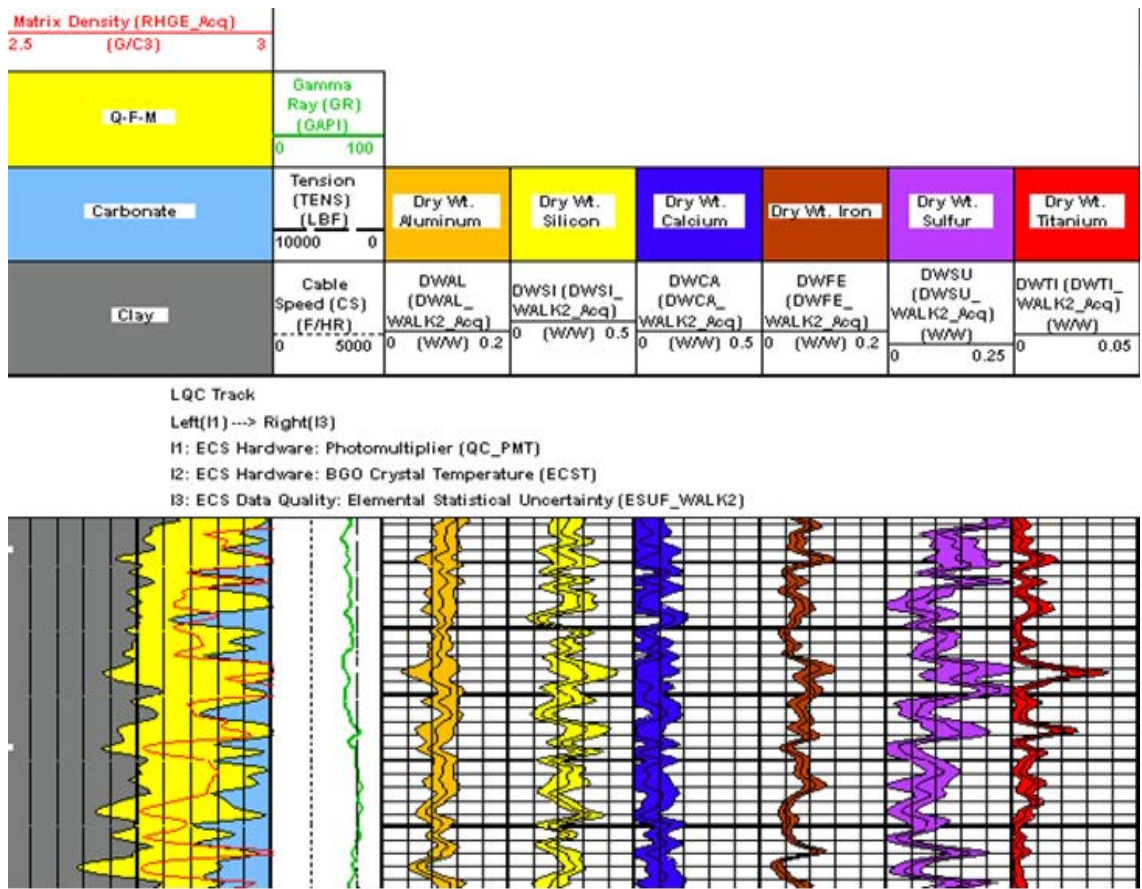 Matrix Density (RHGE_Acq)
2.5 (G/C3) 3
Q-F-M
Gamma
Ray (GR)
(GAPI)
0 100
Carbonate
Tension
(TENS)
(LBF)
10000 0
Dry Wt.
Aluminum
Dry Wt.
Silicon
Dry Wt.
Calcium
Dry Wt. Iron
Dry Wt.
Sulfur
Dry Wt.
Titanium
Clay
Cable
Speed (CS)
(F/HR)
0 5000
DWAL
(DWAL_
WALK2_Acq)
0 (W/W) 0.2
DWSI (DWSI_
WALK2_Acq)
0 (W/W) 0.5
DWCA
(DWCA_
WALK2_Acq)
0 (W/W) 0.5
DWFE
(DWFE_
WALK2_Acq)
0 (W/W) 0.2
DWSU
(DWSU_
WALK2_Acq)
(W/W)
0 0.25
DWTI (DWTI_
WALK2_Acq)
(W/W)
0 0.05
LQC Track
Left(I1) ---> Right(I3)
I1: ECS Hardware: Photomultiplier (QC_PMT)
I2: ECS Hardware: BGO Crystal Temperature (ECST)
I3: ECS Data Quality: Elemental Statistical Uncertainty (ESUF_WALK2)